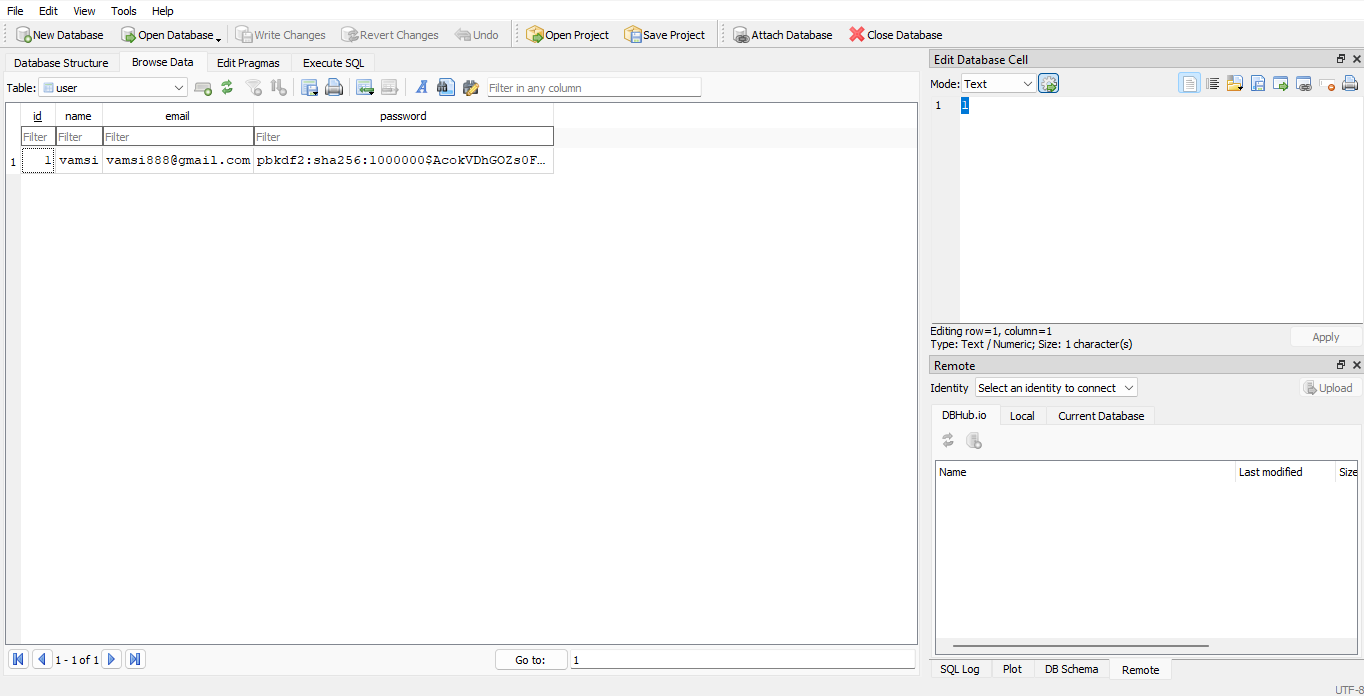 File Edit View Tools Help
New Database Open Database Write Changes Revert Changes Undo Open Project Save Project Attach Database Close Database
Database Structure Browse Data Edit Pragmas Execute SQL
Table: user Filter in any column
id name email password
Filter Filter Filter Filter
1 1 vamsi vamsi888@gmail.com pbkdf2:sha256:1000000$AcokVDhGOZs0F…
1 - 1 of 1 Go to: 1
Edit Database Cell
Mode: Text
1 1
Editing row=1, column=1
Type: Text / Numeric; Size: 1 character(s)
Apply
Remote
Identity Select an identity to connect Upload
DBHub.io Local Current Database
Name Last modified Size
SQL Log Plot DB Schema Remote
UTF-8